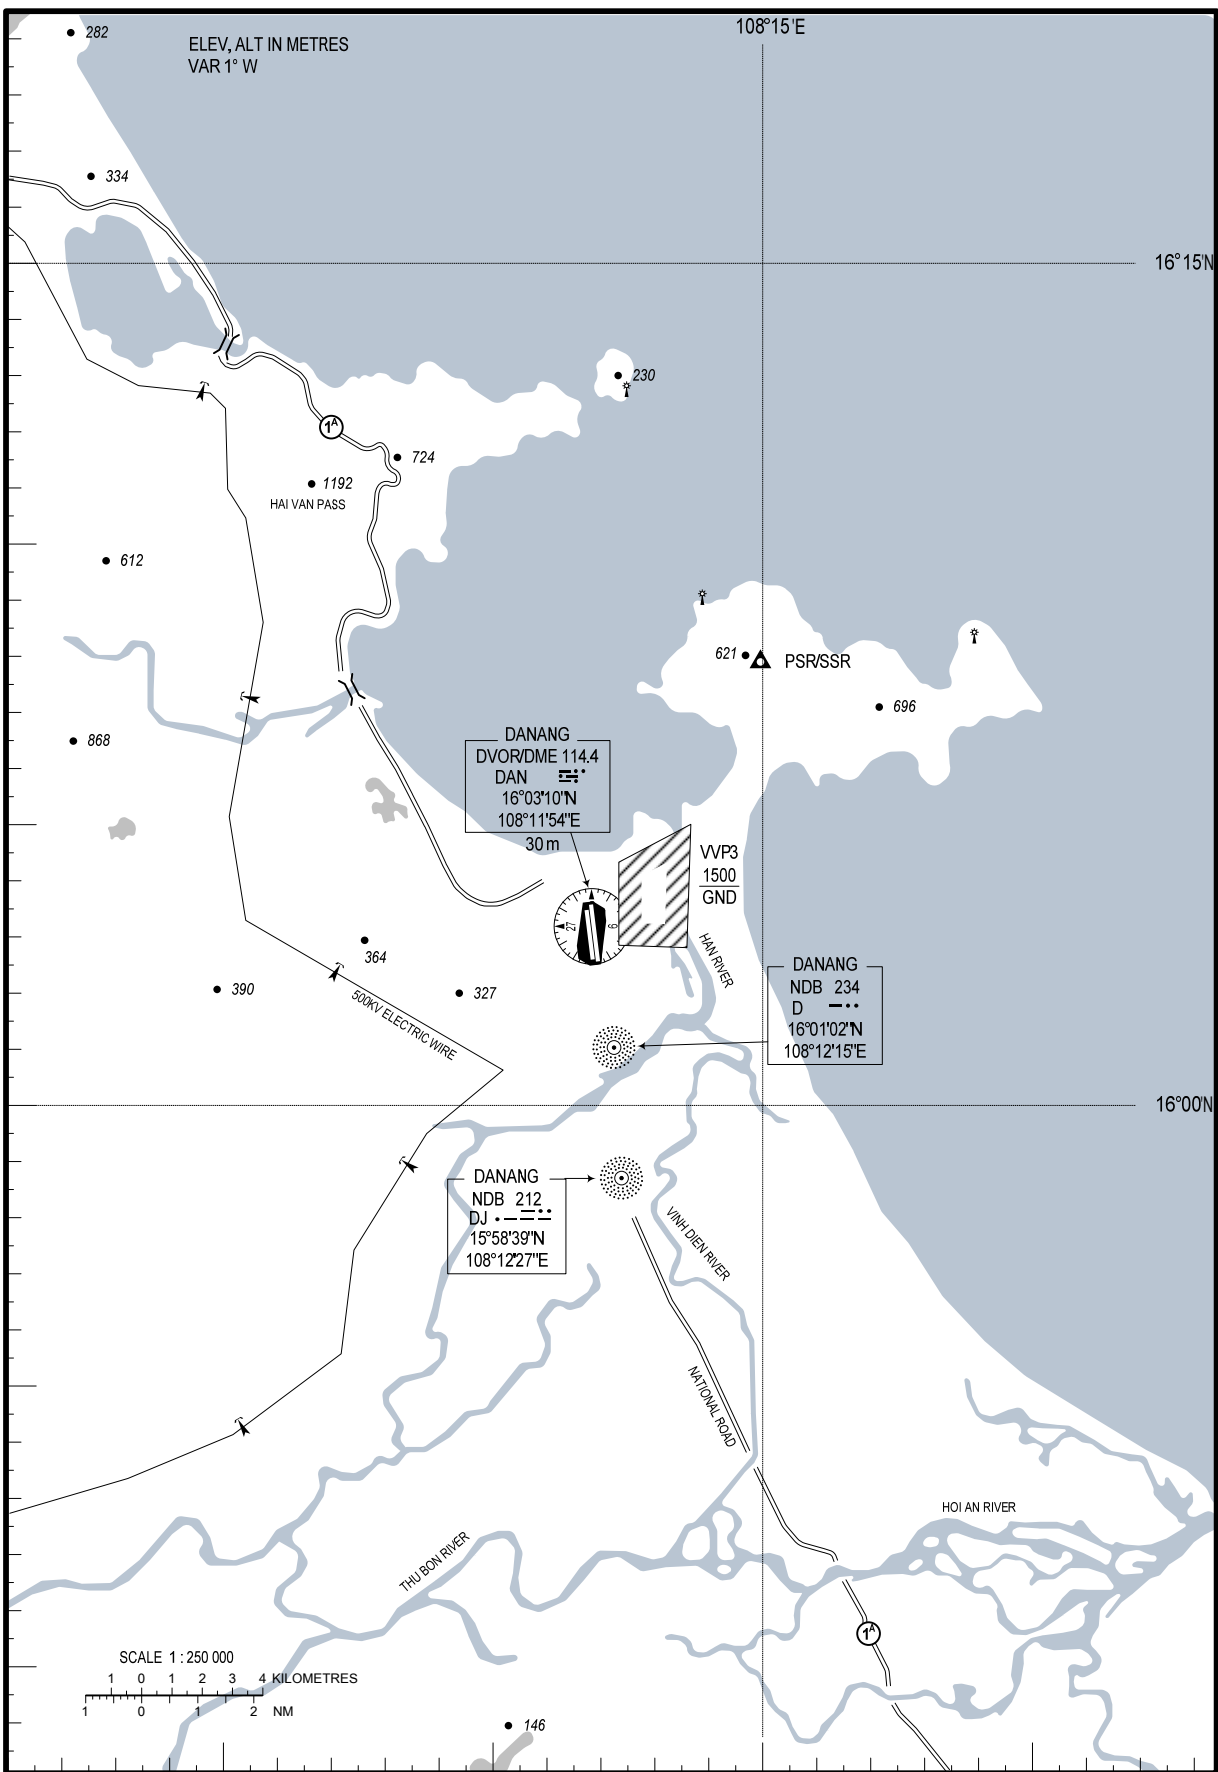 282
ELEV, ALT IN METRES
VAR 1° W
108°15'E
334
16°15'N
230
1A
724
1192
HAI VAN PASS
612
621
PSR/SSR
696
868
DANANG
DVOR/DME 114.4
DAN
16°03'10"N
108°11'54"E
30 m
VVP3
1500
GND
27
9
HAN RIVER
364
390
327
500KV ELECTRIC WIRE
DANANG
NDB 234
D
16°01'02"N
108°12'15"E
16°00'N
DANANG
NDB 212
DJ
15°58'39"N
108°12'27"E
VINH DIEN RIVER
NATIONAL ROAD
HOI AN RIVER
THU BON RIVER
1A
SCALE 1 : 250 000
1 0 1 2 3 4 KILOMETRES
1 0 1 2 NM
146